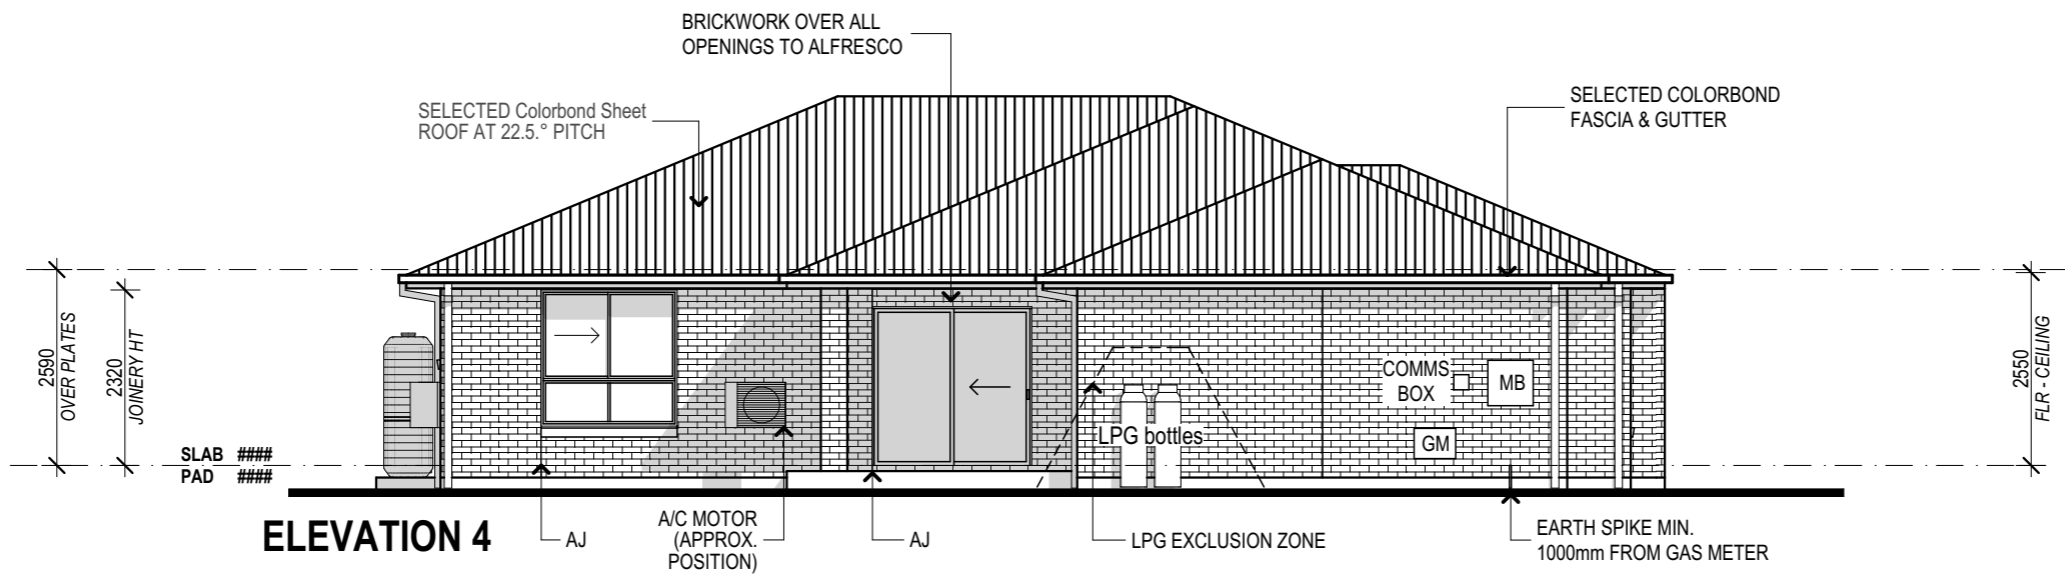 BRICKWORK OVER ALL
OPENINGS TO ALFRESCO
SELECTED Colorbond Sheet
ROOF AT 22.5.° PITCH
SELECTED COLORBOND
FASCIA & GUTTER
2590
OVER PLATES
2320
JOINERY HT
2550
FLR - CEILING
COMMS
BOX
MB
GM
LPG bottles
SLAB ####
PAD ####
ELEVATION 4
AJ
A/C MOTOR
(APPROX.
POSITION)
AJ
LPG EXCLUSION ZONE
EARTH SPIKE MIN.
1000mm FROM GAS METER